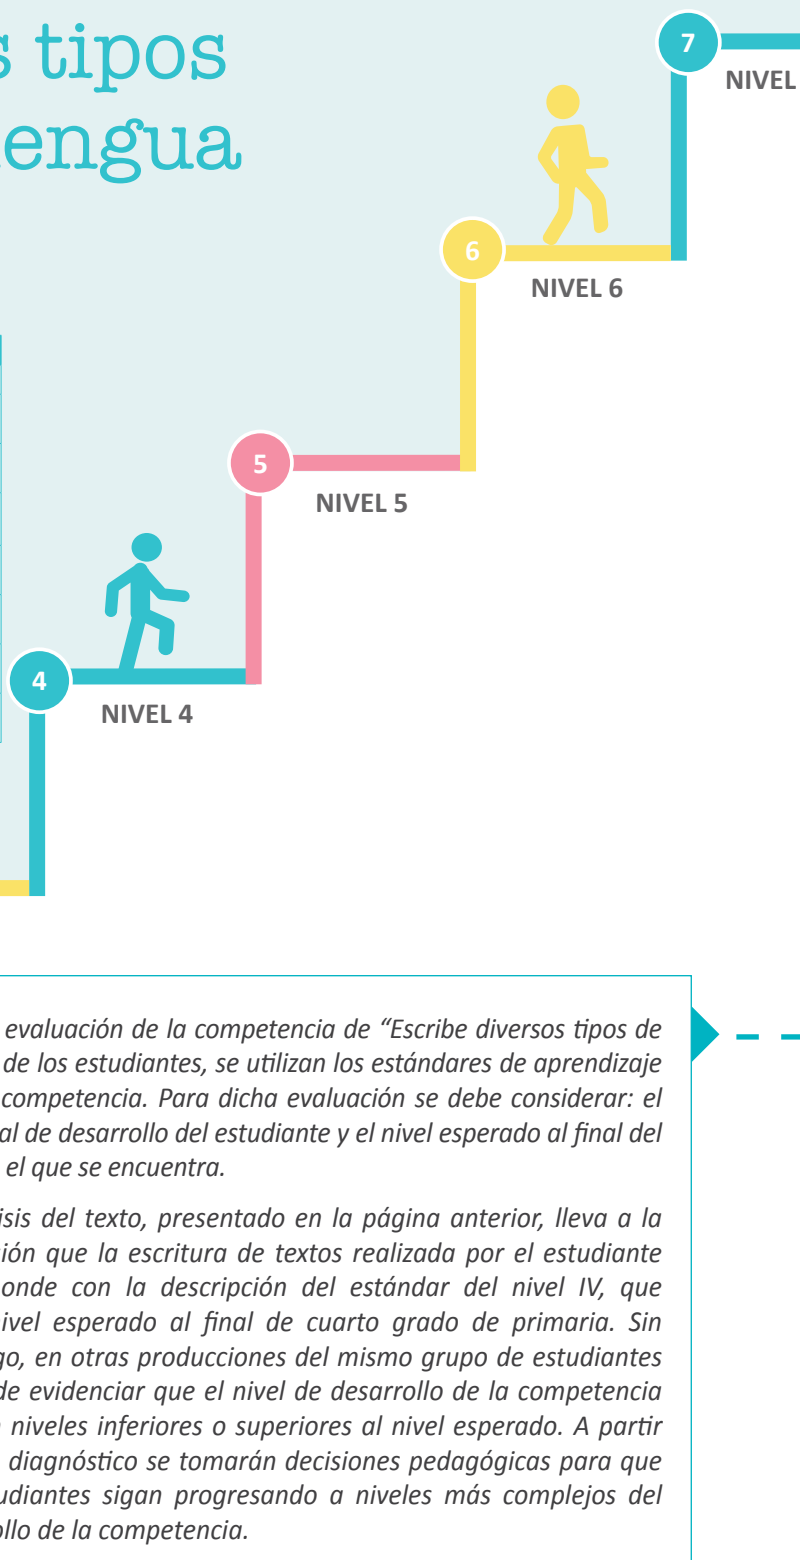 s tipos
engua
7
NIVEL
6
NIVEL 6
5
NIVEL 5
4
NIVEL 4
evaluación de la competencia de “Escribe diversos tipos de
de los estudiantes, se utilizan los estándares de aprendizaje
competencia. Para dicha evaluación se debe considerar: el
al de desarrollo del estudiante y el nivel esperado al final del
el que se encuentra.
isis del texto, presentado en la página anterior, lleva a la
sión que la escritura de textos realizada por el estudiante
onde con la descripción del estándar del nivel IV, que
nivel esperado al final de cuarto grado de primaria. Sin
go, en otras producciones del mismo grupo de estudiantes
de evidenciar que el nivel de desarrollo de la competencia
niveles inferiores o superiores al nivel esperado. A partir
diagnóstico se tomarán decisiones pedagógicas para que
udiantes sigan progresando a niveles más complejos del
ollo de la competencia.